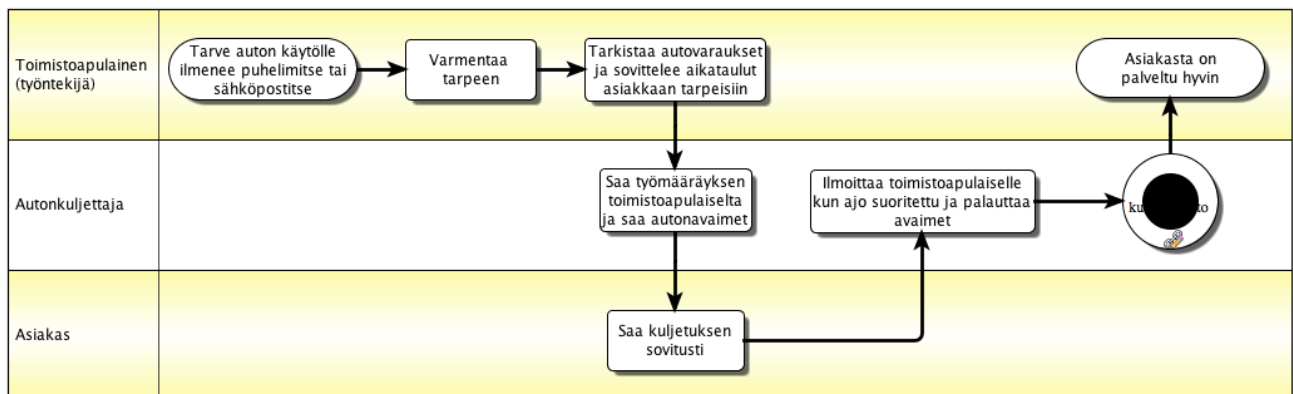 Toimistoapulainen
(työntekijä)
Tarve auton käytölle
ilmenee puhelimitse tai
sähköpostitse
Varmentaa
tarpeen
Tarkistaa autovaraukset
ja sovittelee aikataulut
asiakkaan tarpeisiin
Asiakasta on
palveltu hyvin
Autonkuljettaja
Saa työmääräyksen
toimistoapulaiselta
ja saa autonavaimet
Ilmoittaa toimistoapulaiselle
kun ajo suoritettu ja palauttaa
avaimet
Asiakas
Saa kuljetuksen
sovitusti